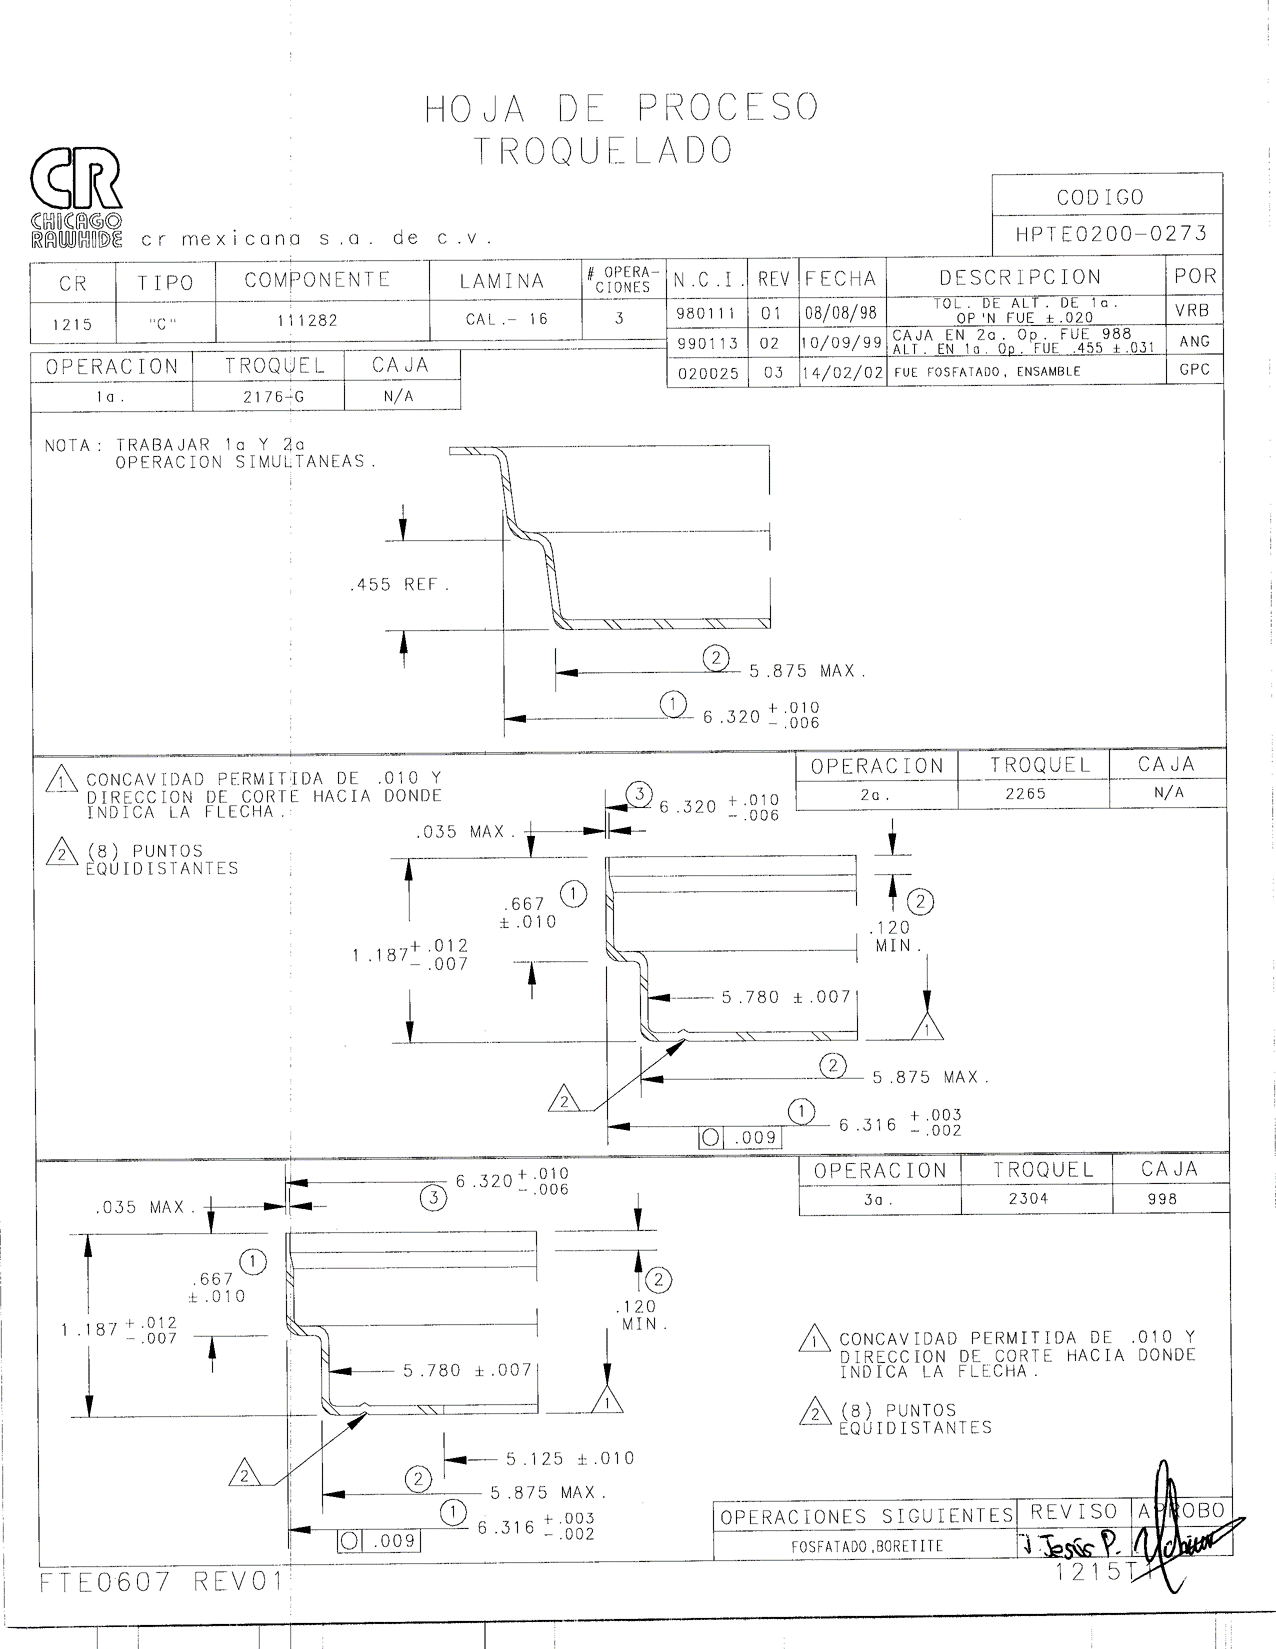 HOJA DE PROCESO
TROQUELADO
CR
CHICAGO
RAWHIDE
cr mexicana s.a. de c.v.
CODIGO
HPTE0200-0273
CR TIPO COMPONENTE LAMINA # OPERA-CIONES N.C.I. REV FECHA DESCRIPCION POR
1215 "C" 111282 CAL.- 16 3
980111 01 08/08/98 TOL. DE ALT. DE 1a. OP'N FUE ±.020 VRB
990113 02 10/09/99 CAJA EN 2a. Op. FUE 988 ALT. EN 1a. Op. FUE .455 ±.031 ANG
020025 03 14/02/02 FUE FOSFATADO, ENSAMBLE GPC
OPERACION TROQUEL CAJA
1a. 2176-G N/A
NOTA: TRABAJAR 1a Y 2a
OPERACION SIMULTANEAS.
.455 REF.
2 5.875 MAX.
1 6.320 +.010 -.006
1 CONCAVIDAD PERMITIDA DE .010 Y
DIRECCION DE CORTE HACIA DONDE
INDICA LA FLECHA.
2 (8) PUNTOS
EQUIDISTANTES
OPERACION TROQUEL CAJA
2a. 2265 N/A
3 6.320 +.010 -.006
.035 MAX.
.667 ±.010 1
2
.120 MIN.
1.187 +.012 -.007
5.780 ±.007
1
2 5.875 MAX.
2
1 6.316 +.003 -.002
○ .009
OPERACION TROQUEL CAJA
3a. 2304 998
6.320 +.010 -.006
3
.035 MAX.
.667 ±.010 1
2
.120 MIN.
1.187 +.012 -.007
5.780 ±.007
1
1 CONCAVIDAD PERMITIDA DE .010 Y
DIRECCION DE CORTE HACIA DONDE
INDICA LA FLECHA.
2 (8) PUNTOS
EQUIDISTANTES
5.125 ±.010
2
2 5.875 MAX.
1 6.316 +.003 -.002
○ .009
OPERACIONES SIGUIENTES REVISO APROBO
FOSFATADO,BORETITE J. Jesús P.
FTE0607 REV01